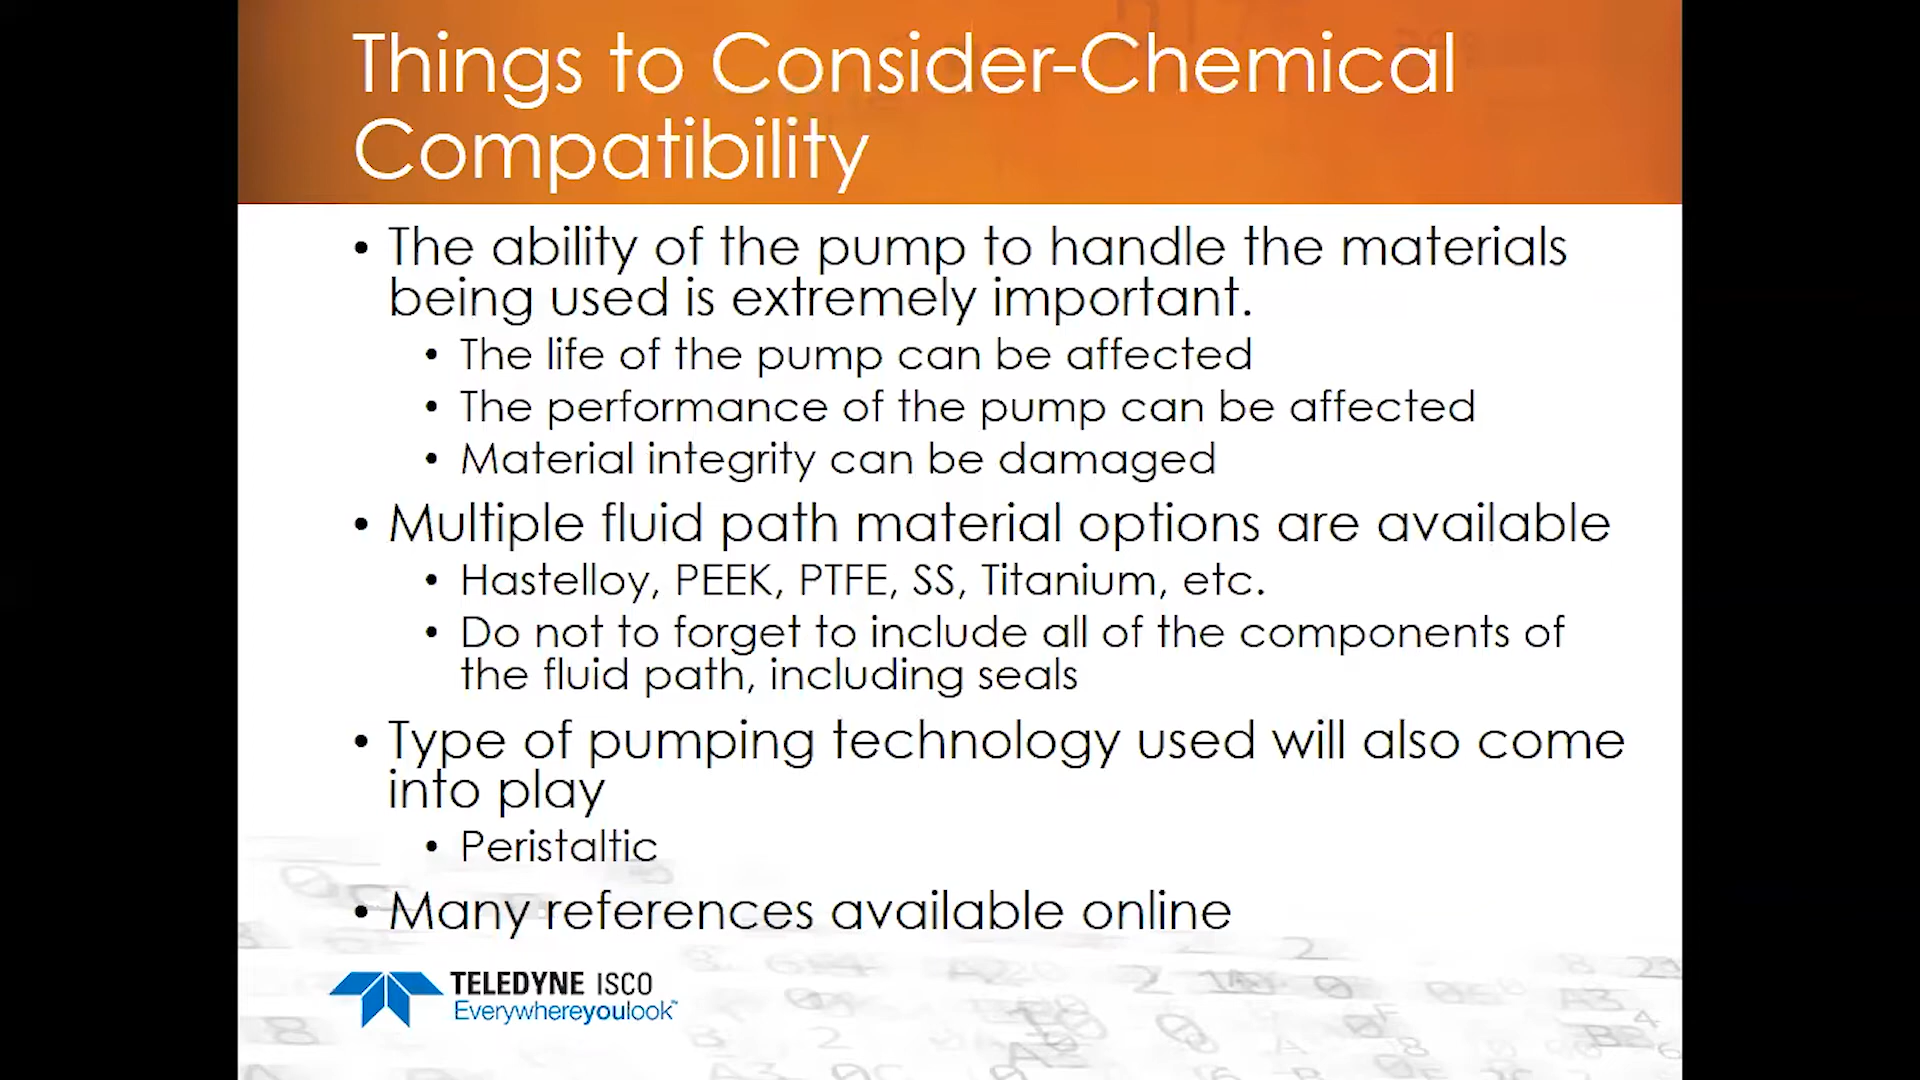 Things to Consider-Chemical
Compatibility
• The ability of the pump to handle the materials
being used is extremely important.
• The life of the pump can be affected
• The performance of the pump can be affected
• Material integrity can be damaged
• Multiple fluid path material options are available
• Hastelloy, PEEK, PTFE, SS, Titanium, etc.
• Do not to forget to include all of the components of
the fluid path, including seals
• Type of pumping technology used will also come
into play
• Peristaltic
• Many references available online
TELEDYNE ISCO
Everywhereyoulook™